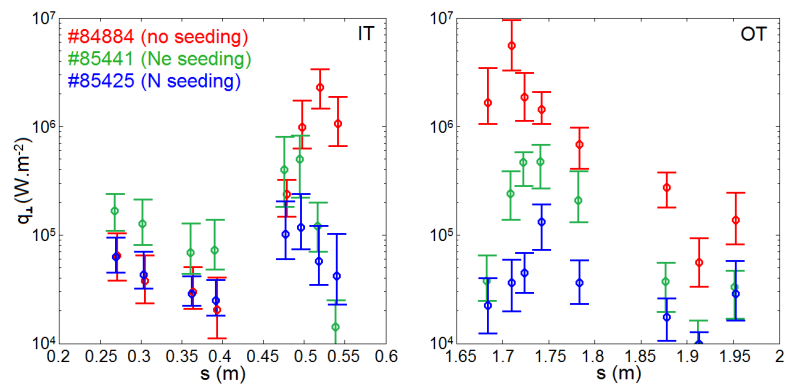 #84884 (no seeding)
#85441 (Ne seeding)
#85425 (N seeding)
IT
q⊥(W.m-2)
10^7
10^6
10^5
10^4
0.2 0.3 0.35 0.4 0.45 0.5 0.55 0.6
s (m)
OT
10^7
10^6
10^5
10^4
1.65 1.7 1.75 1.8 1.85 1.9 1.95 2
s (m)